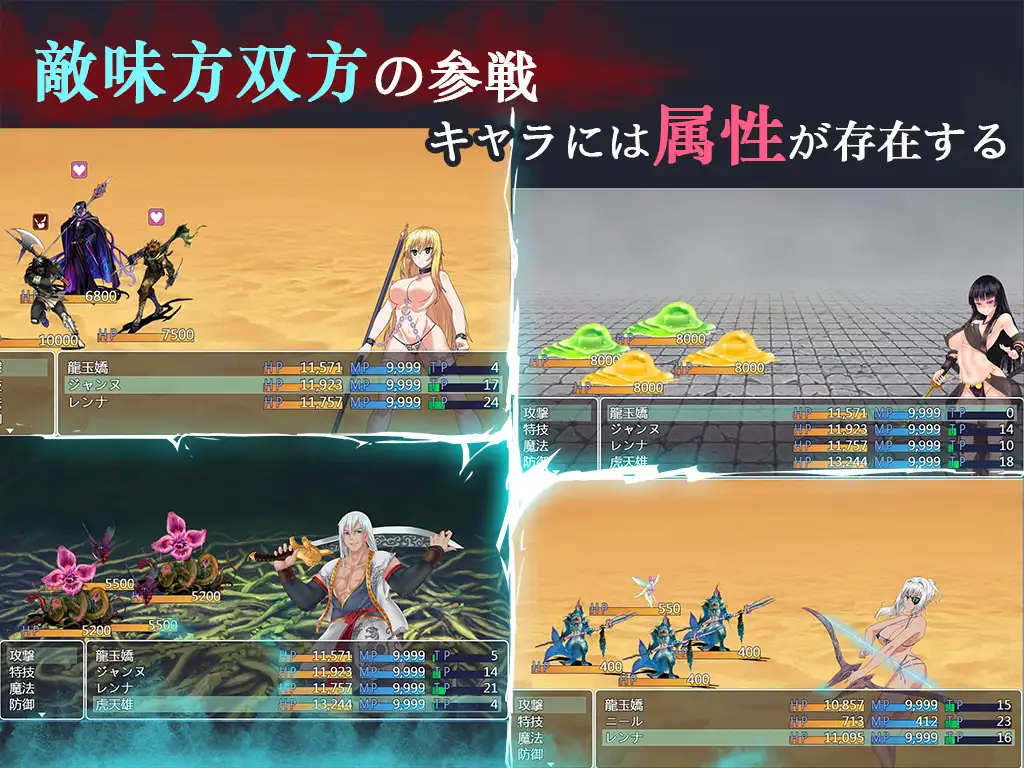 敵味方双方の参戦
キャラには属性が存在する
6800
HP 7500
HP 10000
龍玉嬌 HP 11,571 MP 9,999 TP 4
ジャンヌ HP 11,923 MP 9,999 TP 17
レンナ HP 11,757 MP 9,999 TP 24
HP 8000
HP 8000
HP 8000
HP 8000
攻撃
特技
魔法
防御
龍玉嬌 HP 11,571 MP 9,999 TP 0
ジャンヌ HP 11,923 MP 9,999 TP 14
レンナ HP 11,757 MP 9,999 TP 10
虎天雄 HP 13,244 MP 9,999 TP 18
5500
5200
HP 5200
5500
攻撃
特技
魔法
防御
龍玉嬌 HP 11,571 MP 9,999 TP 5
ジャンヌ HP 11,923 MP 9,999 TP 14
レンナ HP 11,757 MP 9,999 TP 21
虎天雄 HP 13,244 MP 9,999 TP 4
HP 550
400
HP 400
HP 400
攻撃
特技
魔法
防御
龍玉嬌 HP 10,857 MP 9,999 TP 15
ニール HP 713 MP 412 TP 23
レンナ HP 11,095 MP 9,999 TP 16